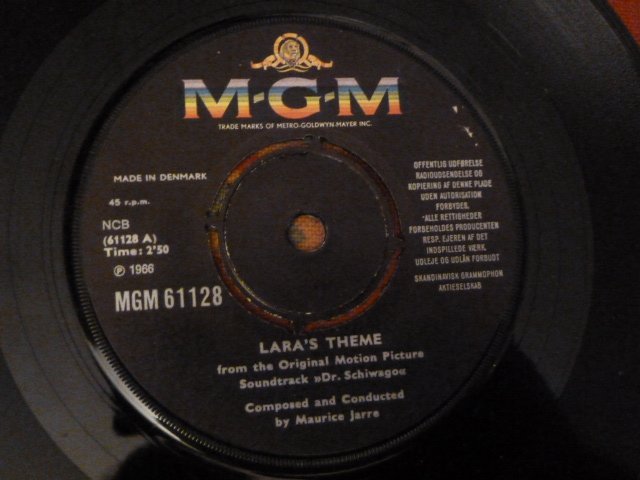 M-G-M
TRADE MARKS OF METRO-GOLDWYN-MAYER INC.
MADE IN DENMARK
45 r.p.m.
NCB
(61128 A)
Time: 2'50
℗ 1966
MGM 61128
OFFENTLIG UDFØRELSE
RADIOUDSENDELSE OG
KOPIERING AF DENNE PLADE
UDEN AUTORISATION
FORBYDES.
"ALLE RETTIGHEDER
FORBEHOLDES PRODUCENTEN
RESP. EJEREN AF DET
INDSPILLEDE VÆRK.
UDLEJE OG UDLÅN FORBUDT
SKANDINAVISK GRAMMOPHON
AKTIESELSKAB
LARA'S THEME
from the Original Motion Picture
Soundtrack »Dr. Schiwago«
Composed and Conducted
by Maurice Jarre